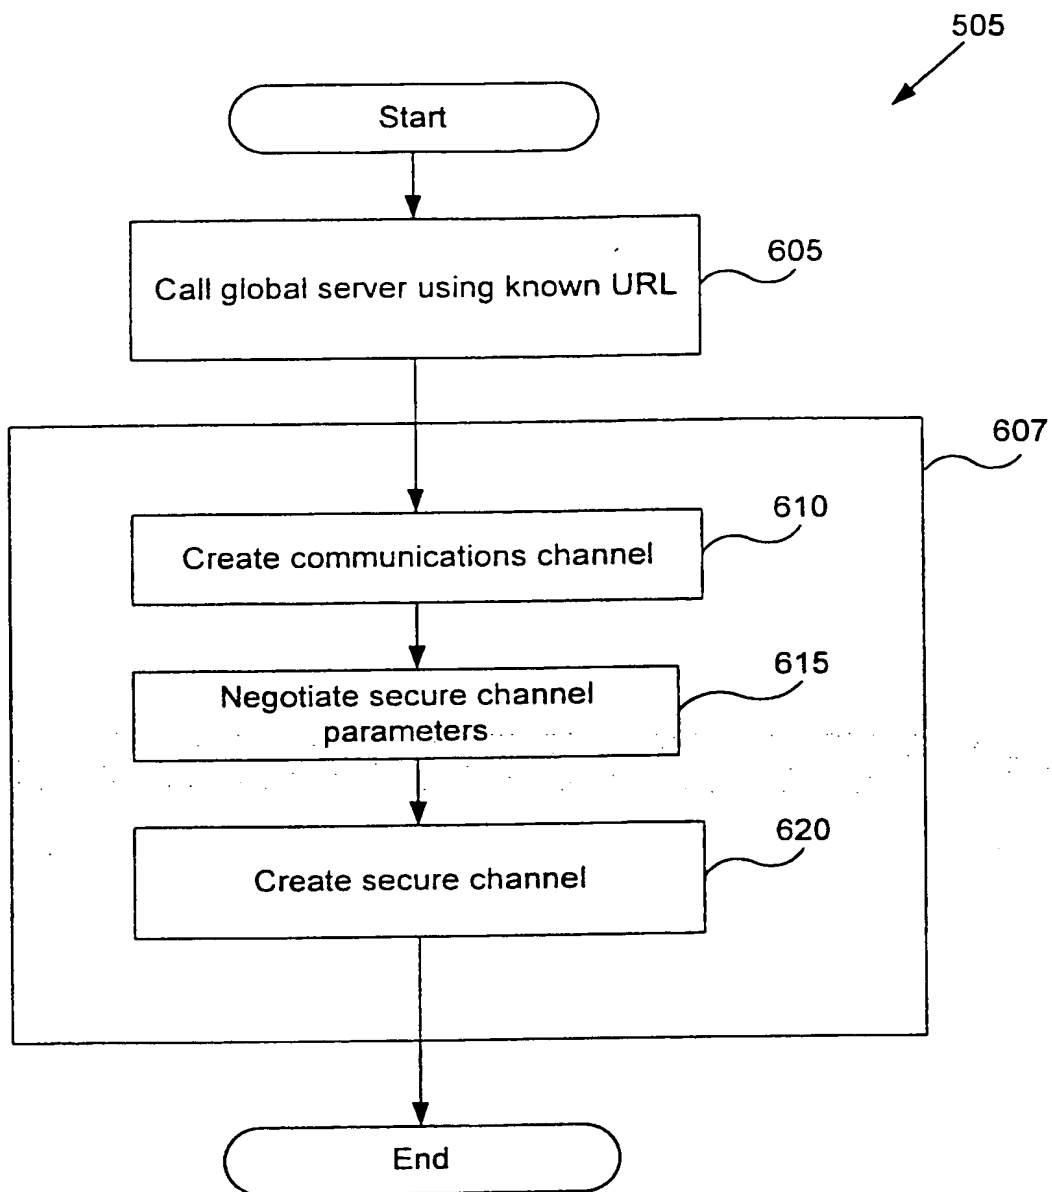 505
Start
605
Call global server using known URL
607
610
Create communications channel
615
Negotiate secure channel
parameters
620
Create secure channel
End